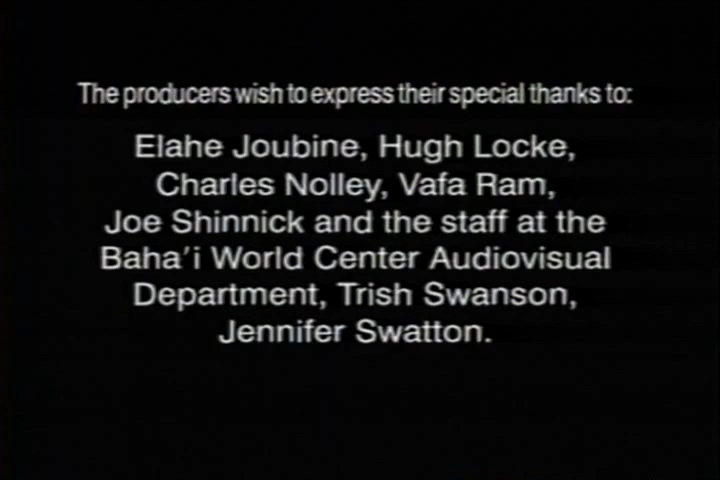 The producers wish to express their special thanks to:
Elahe Joubine, Hugh Locke,
Charles Nolley, Vafa Ram,
Joe Shinnick and the staff at the
Baha'i World Center Audiovisual
Department, Trish Swanson,
Jennifer Swatton.